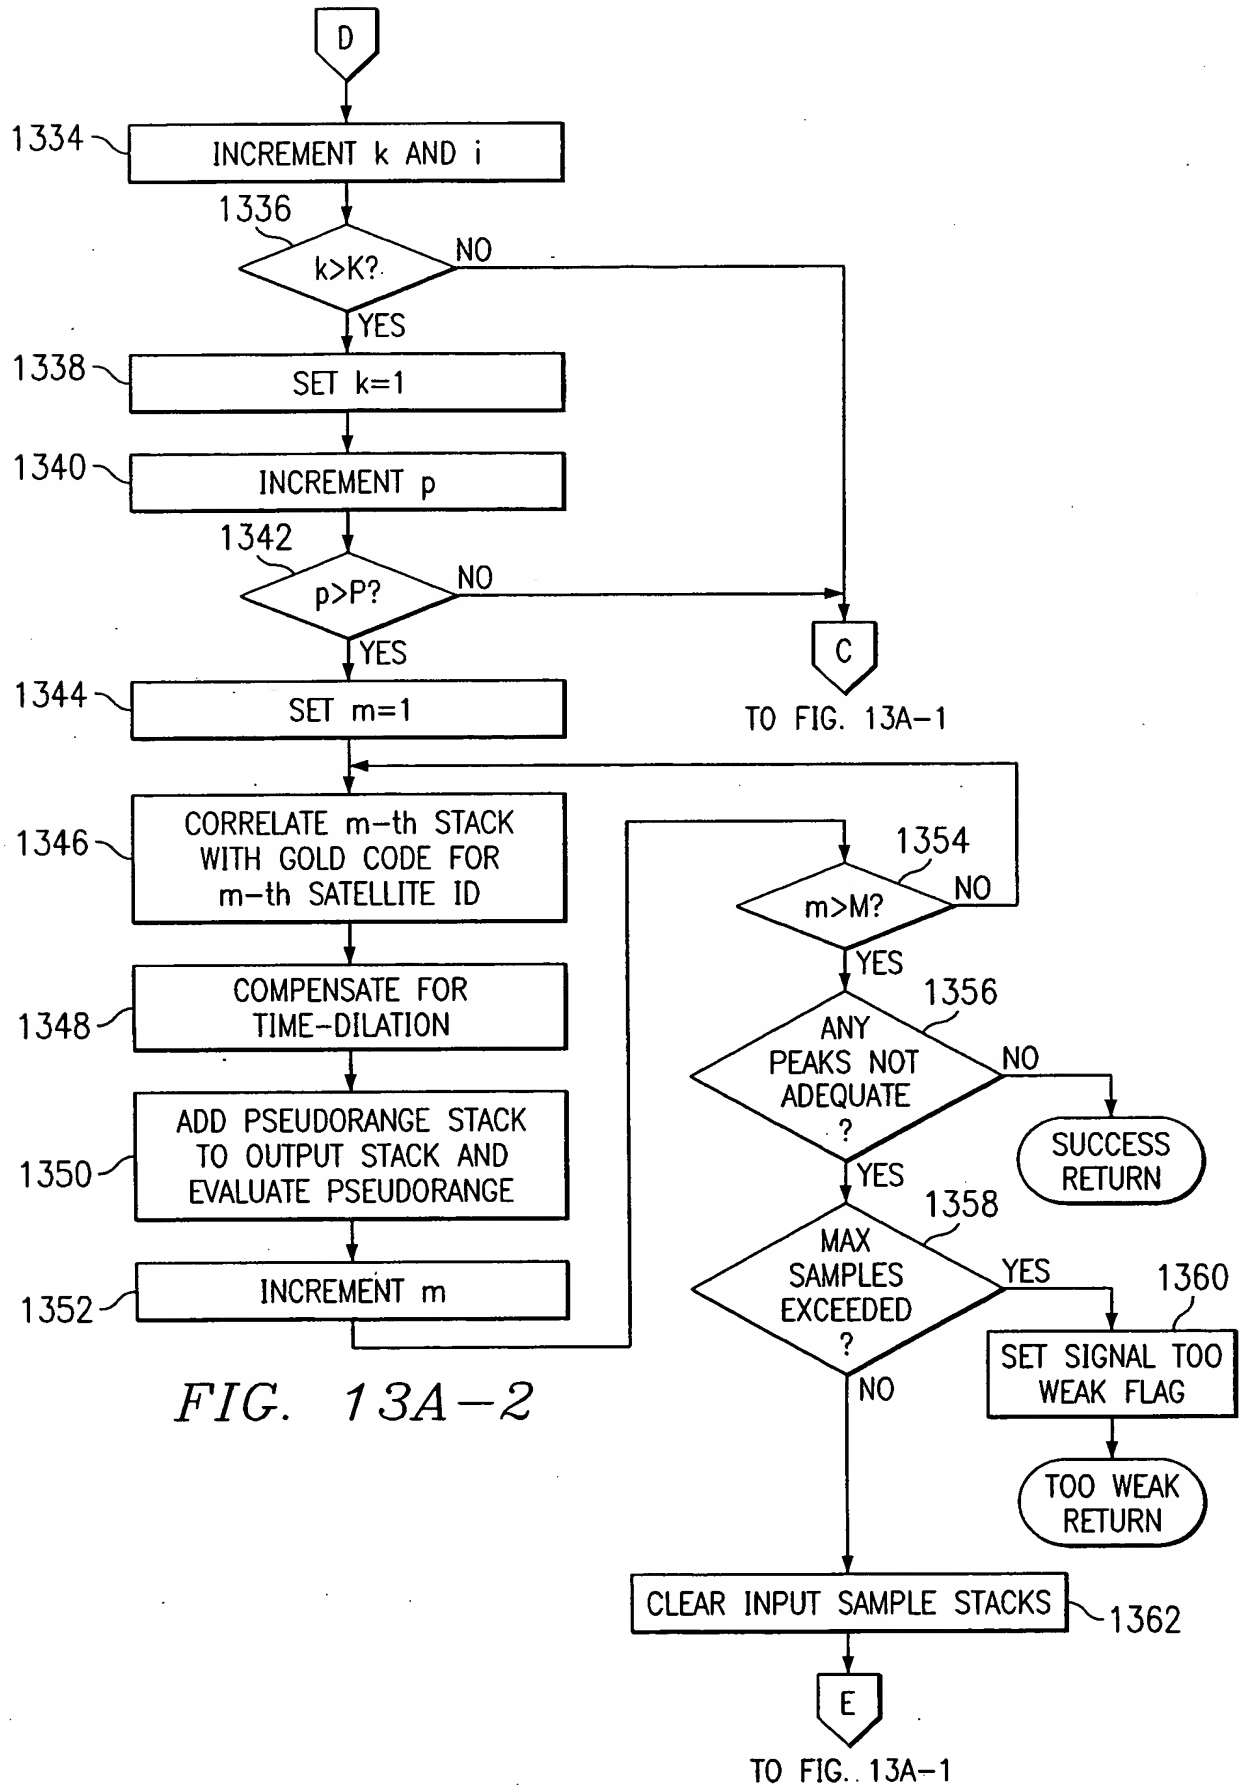 D
1334
INCREMENT k AND i
1336
k>K?
NO
YES
1338
SET k=1
1340
INCREMENT p
1342
p>P?
NO
YES
C
TO FIG. 13A-1
1344
SET m=1
1346
CORRELATE m-th STACK
WITH GOLD CODE FOR
m-th SATELLITE ID
1348
COMPENSATE FOR
TIME-DILATION
1350
ADD PSEUDORANGE STACK
TO OUTPUT STACK AND
EVALUATE PSEUDORANGE
1352
INCREMENT m
1354
m>M?
NO
YES
1356
ANY
PEAKS NOT
ADEQUATE
?
NO
SUCCESS
RETURN
YES
1358
MAX
SAMPLES
EXCEEDED
?
YES
1360
SET SIGNAL TOO
WEAK FLAG
TOO WEAK
RETURN
NO
CLEAR INPUT SAMPLE STACKS
1362
E
TO FIG. 13A-1
FIG. 13A-2